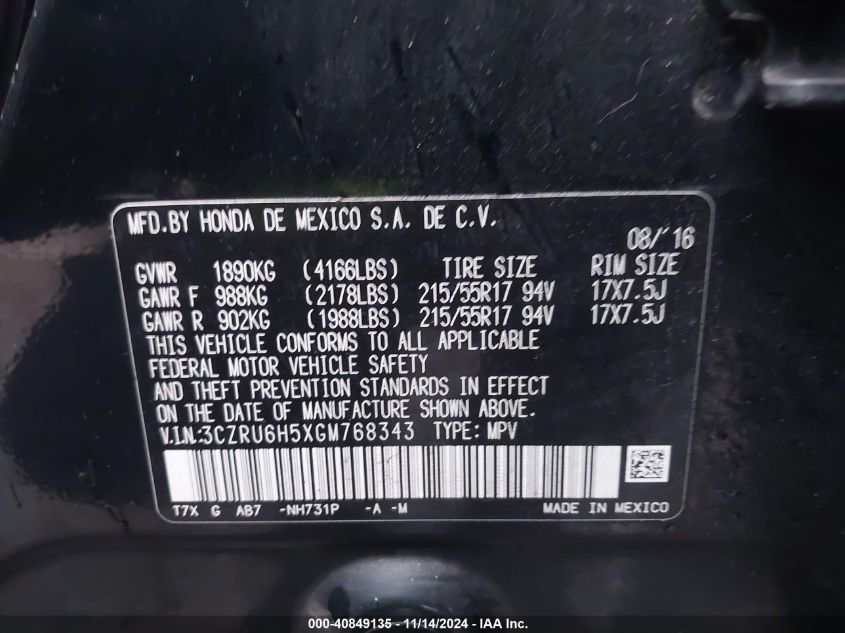 MFD.BY HONDA DE MEXICO S.A. DE C.V.
08/'16
GVWR 1890KG (4166LBS) TIRE SIZE RIM SIZE
GAWR F 988KG (2178LBS) 215/55R17 94V 17X7.5J
GAWR R 902KG (1988LBS) 215/55R17 94V 17X7.5J
THIS VEHICLE CONFORMS TO ALL APPLICABLE
FEDERAL MOTOR VEHICLE SAFETY
AND THEFT PREVENTION STANDARDS IN EFFECT
ON THE DATE OF MANUFACTURE SHOWN ABOVE.
V.I.N.:3CZRU6H5XGM768343 TYPE: MPV
T7X G AB7 -NH731P -A -M MADE IN MEXICO
000-40849135 - 11/14/2024 - IAA Inc.